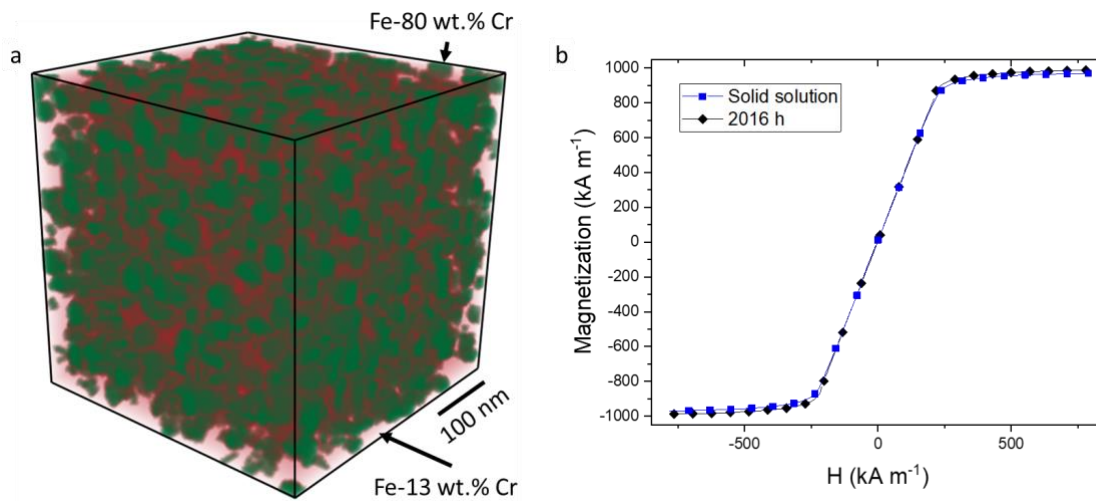 a
Fe-80 wt.% Cr
100 nm
Fe-13 wt.% Cr
b
Solid solution
2016 h
1000
800
600
400
200
0
-200
-400
-600
-800
-1000
-500
0
500
Magnetization (kA m⁻¹)
H (kA m⁻¹)